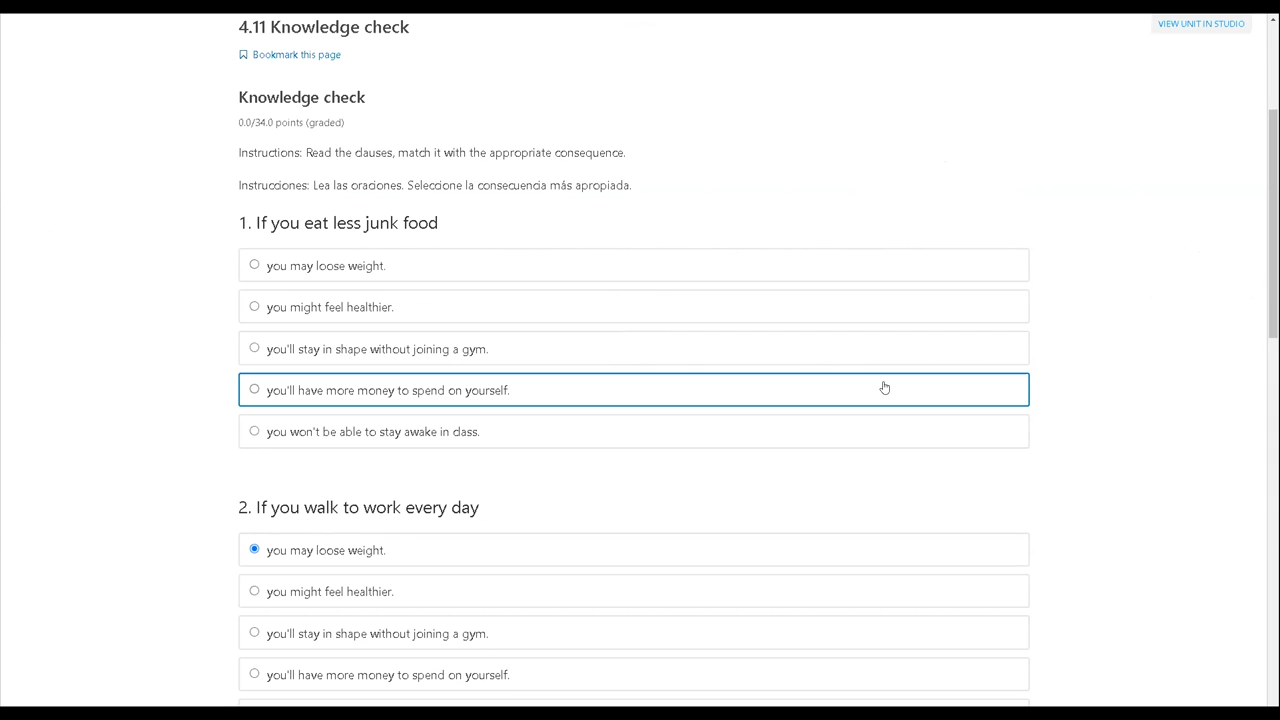 4.11 Knowledge check
VIEW UNIT IN STUDIO
Bookmark this page
Knowledge check
0.0/34.0 points (graded)
Instructions: Read the clauses, match it with the appropriate consequence.
Instrucciones: Lea las oraciones. Seleccione la consecuencia más apropiada.
1. If you eat less junk food
you may loose weight.
you might feel healthier.
you'll stay in shape without joining a gym.
you'll have more money to spend on yourself.
you won't be able to stay awake in class.
2. If you walk to work every day
you may loose weight.
you might feel healthier.
you'll stay in shape without joining a gym.
you'll have more money to spend on yourself.